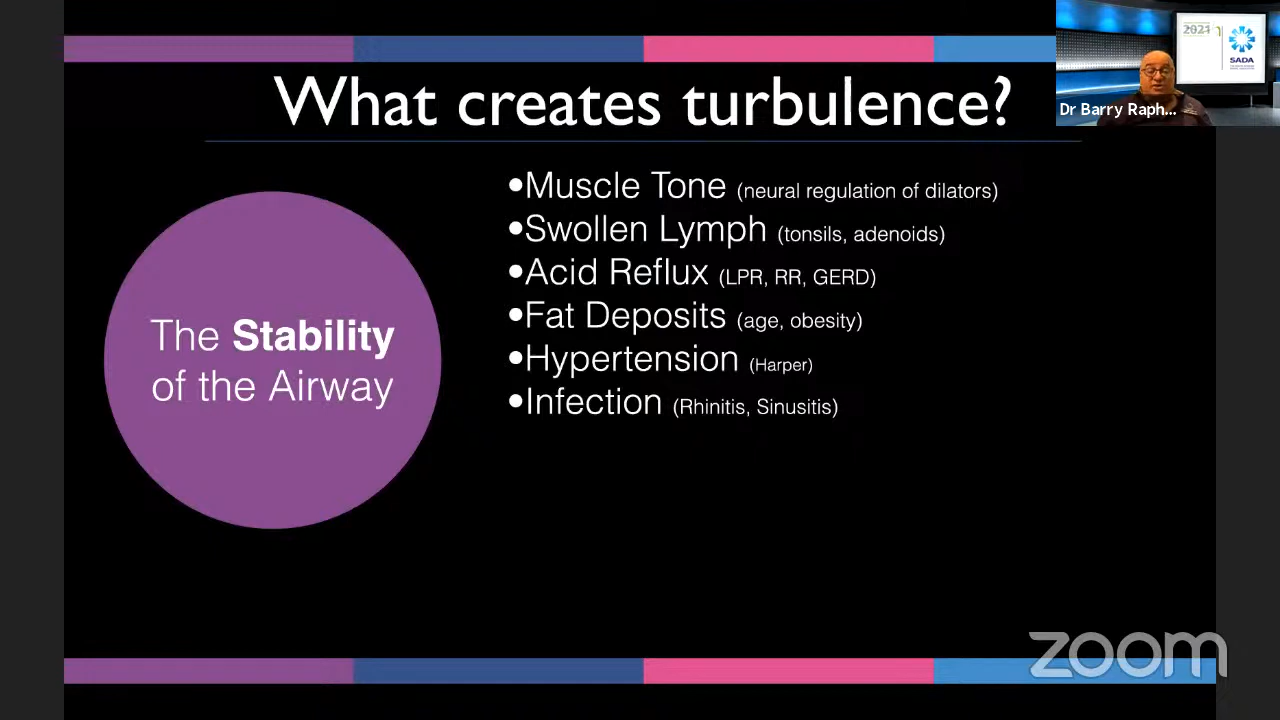 What creates turbulence?
2021
SADA
Dr Barry Raph...
The Stability
of the Airway
•Muscle Tone (neural regulation of dilators)
•Swollen Lymph (tonsils, adenoids)
•Acid Reflux (LPR, RR, GERD)
•Fat Deposits (age, obesity)
•Hypertension (Harper)
•Infection (Rhinitis, Sinusitis)
zoom